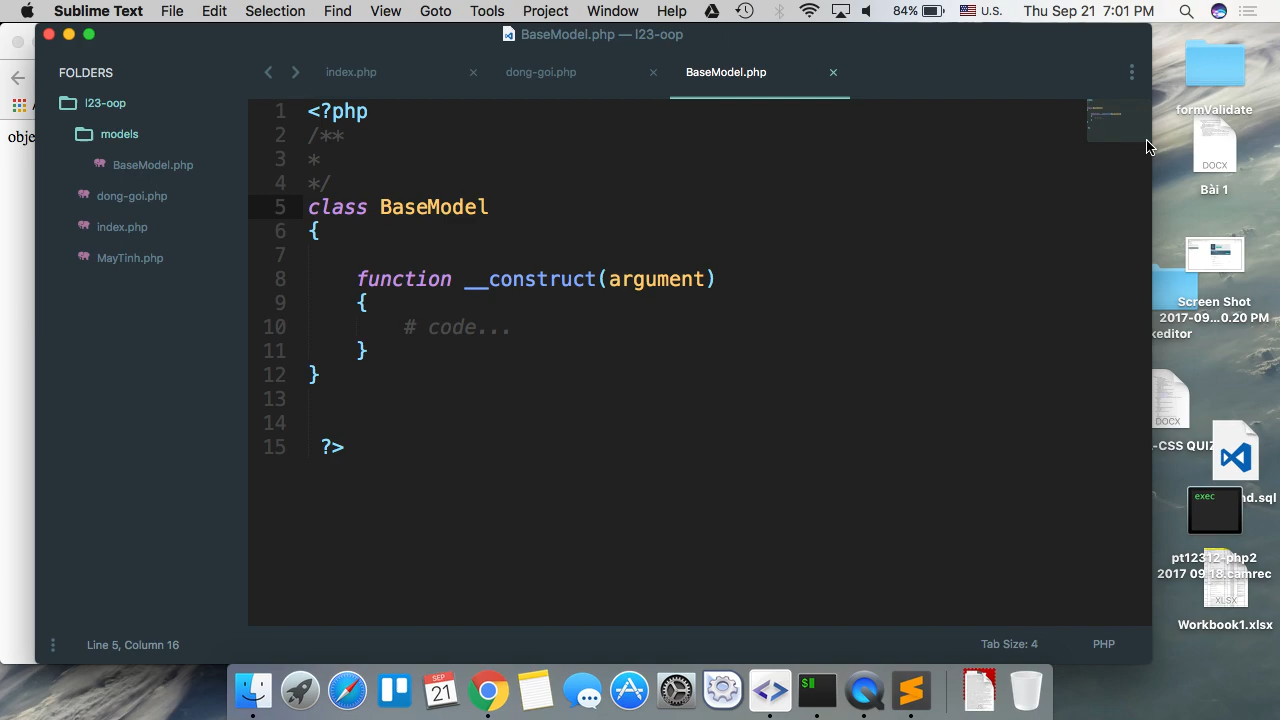 Sublime Text File Edit Selection Find View Goto Tools Project Window Help 84% U.S. Thu Sep 21 7:01 PM
BaseModel.php — l23-oop
FOLDERS
l23-oop
models
BaseModel.php
dong-goi.php
index.php
MayTinh.php
obje
index.php × dong-goi.php × BaseModel.php ×
1 <?php
2 /**
3 *
4 */
5 class BaseModel
6 {
7
8 function __construct(argument)
9 {
10 # code...
11 }
12 }
13
14
15 ?>
Line 5, Column 16
Tab Size: 4 PHP
formValidate
DOCX
Bài 1
Screen Shot
2017-09...0.20 PM
keditor
DOCX
-CSS QUIZ
nd.sql
exec
pt12312-php2
2017 09 18.camrec
XLSX
Workbook1.xlsx
SEP
21
$